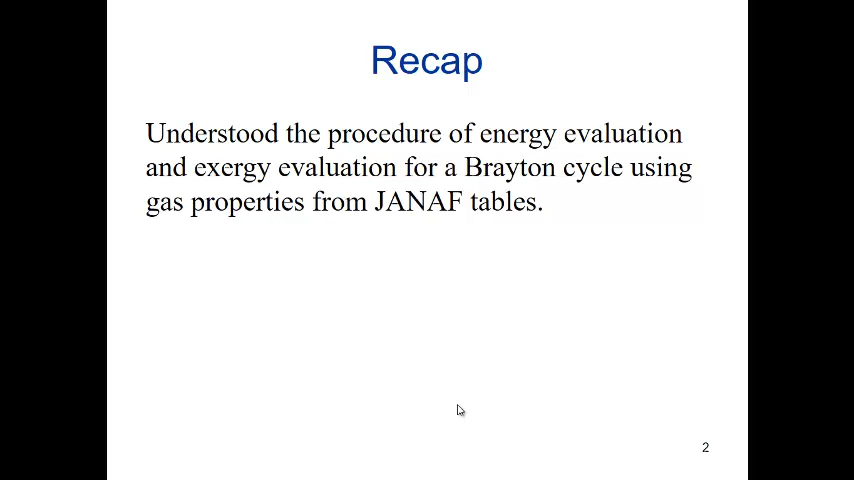 Recap
Understood the procedure of energy evaluation
and exergy evaluation for a Brayton cycle using
gas properties from JANAF tables.
2